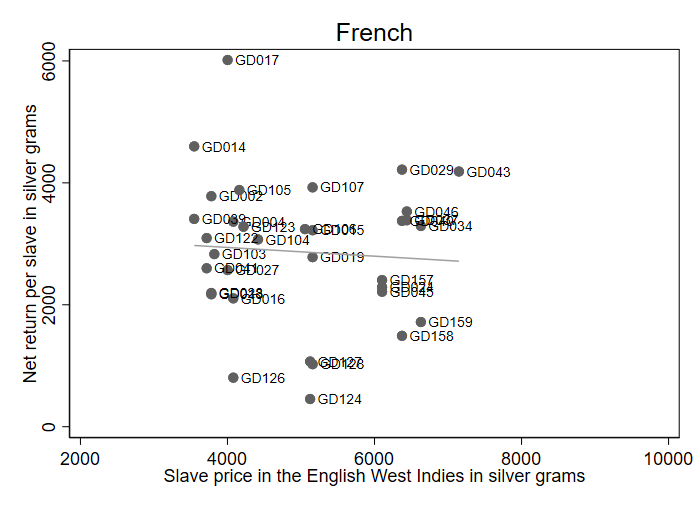 French
Net return per slave in silver grams
6000
4000
2000
0
GD017
GD014
GD029
GD043
GD105
GD107
GD002
GD046
GD004
GD034
GD123
GD122
GD104
GD103
GD019
GD027
GD157
GD045
GD016
GD159
GD158
GD127
GD128
GD126
GD124
2000
4000
6000
8000
10000
Slave price in the English West Indies in silver grams